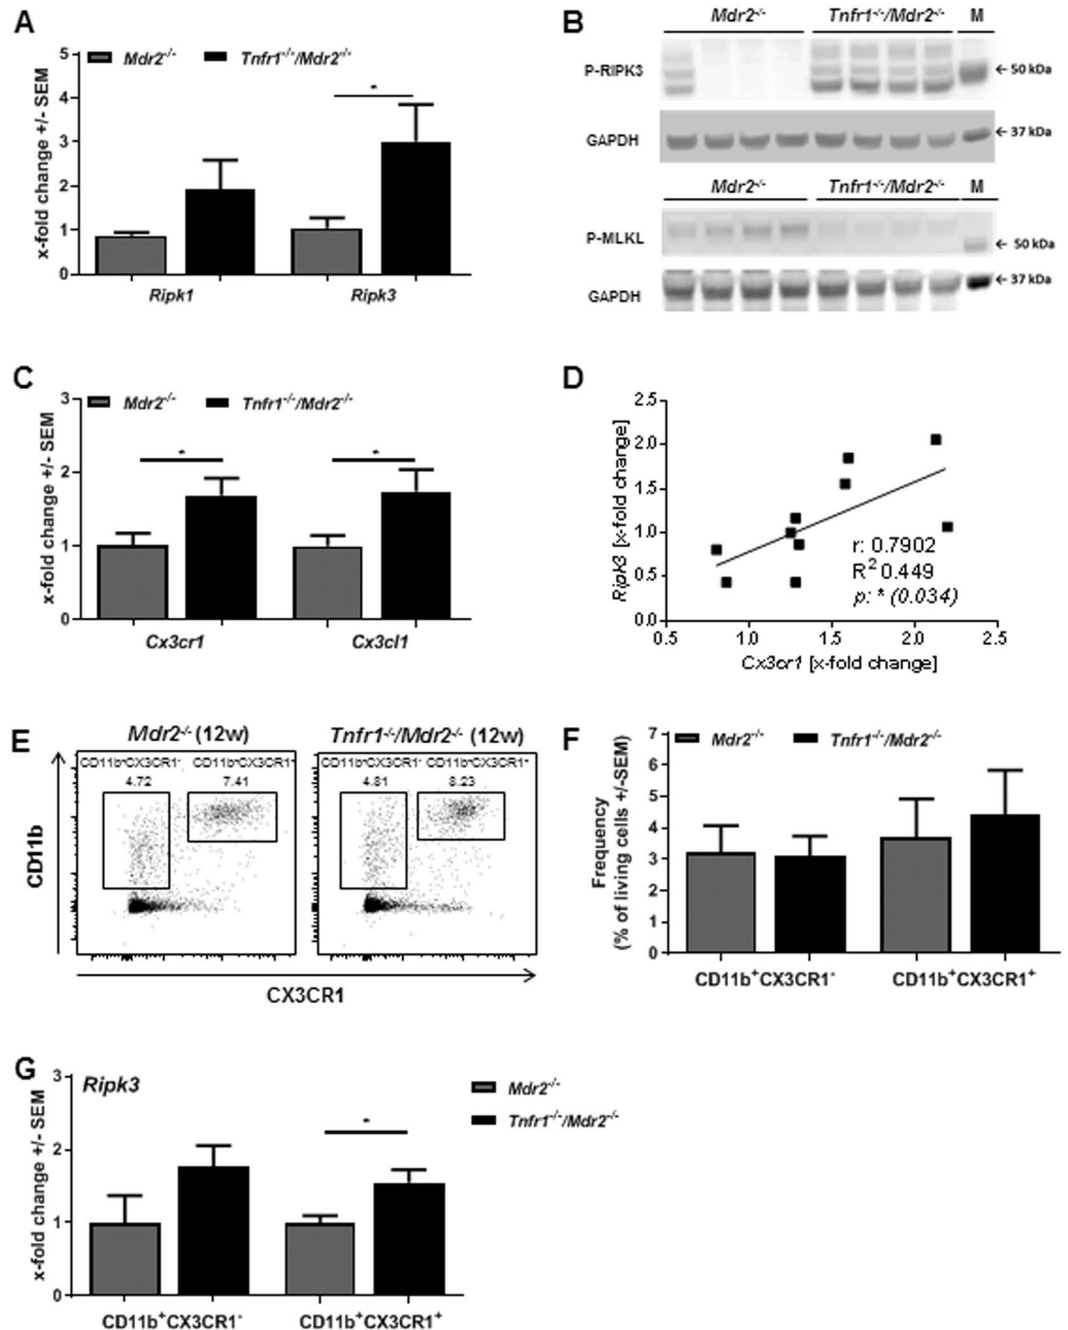 A
x-fold change +/- SEM
5
4
3
2
1
0
Mdr2-/-
Tnfr1-/-/Mdr2-/-
*
Ripk1
Ripk3
B
Mdr2-/-
Tnfr1-/-/Mdr2-/-
M
P-RIPK3
← 50 kDa
GAPDH
← 37 kDa
Mdr2-/-
Tnfr1-/-/Mdr2-/-
M
P-MLKL
← 50 kDa
GAPDH
← 37 kDa
C
x-fold change +/- SEM
3
2
1
0
Mdr2-/-
Tnfr1-/-/Mdr2-/-
*
*
Cx3cr1
Cx3cl1
D
Ripk3 [x-fold change]
2.5
2.0
1.5
1.0
0.5
0.0
r: 0.7902
R2 0.449
p: * (0.034)
0.5
1.0
1.5
2.0
2.5
Cx3cr1 [x-fold change]
E
Mdr2-/- (12w)
Tnfr1-/-/Mdr2-/- (12w)
CD11b+CX3CR1-
CD11b+CX3CR1+
CD11b+CX3CR1-
CD11b+CX3CR1+
4.72
7.41
4.81
8.23
CD11b
CX3CR1
F
Frequency
(% of living cells +/-SEM)
7
6
5
4
3
2
1
0
Mdr2-/-
Tnfr1-/-/Mdr2-/-
CD11b+CX3CR1-
CD11b+CX3CR1+
G
Ripk3
x-fold change +/- SEM
3
2
1
0
Mdr2-/-
Tnfr1-/-/Mdr2-/-
*
CD11b+CX3CR1-
CD11b+CX3CR1+